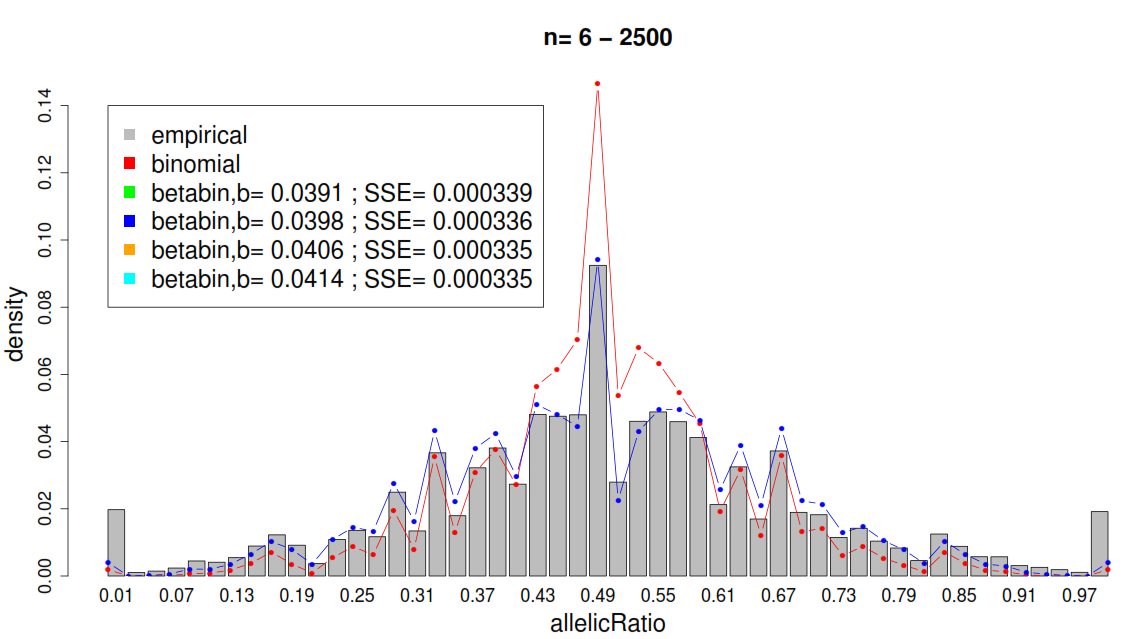 n= 6 – 2500
empirical
binomial
betabin,b= 0.0391 ; SSE= 0.000339
betabin,b= 0.0398 ; SSE= 0.000336
betabin,b= 0.0406 ; SSE= 0.000335
betabin,b= 0.0414 ; SSE= 0.000335
density
0.14
0.12
0.10
0.08
0.06
0.04
0.02
0.00
0.01 0.07 0.13 0.19 0.25 0.31 0.37 0.43 0.49 0.55 0.61 0.67 0.73 0.79 0.85 0.91 0.97
allelicRatio